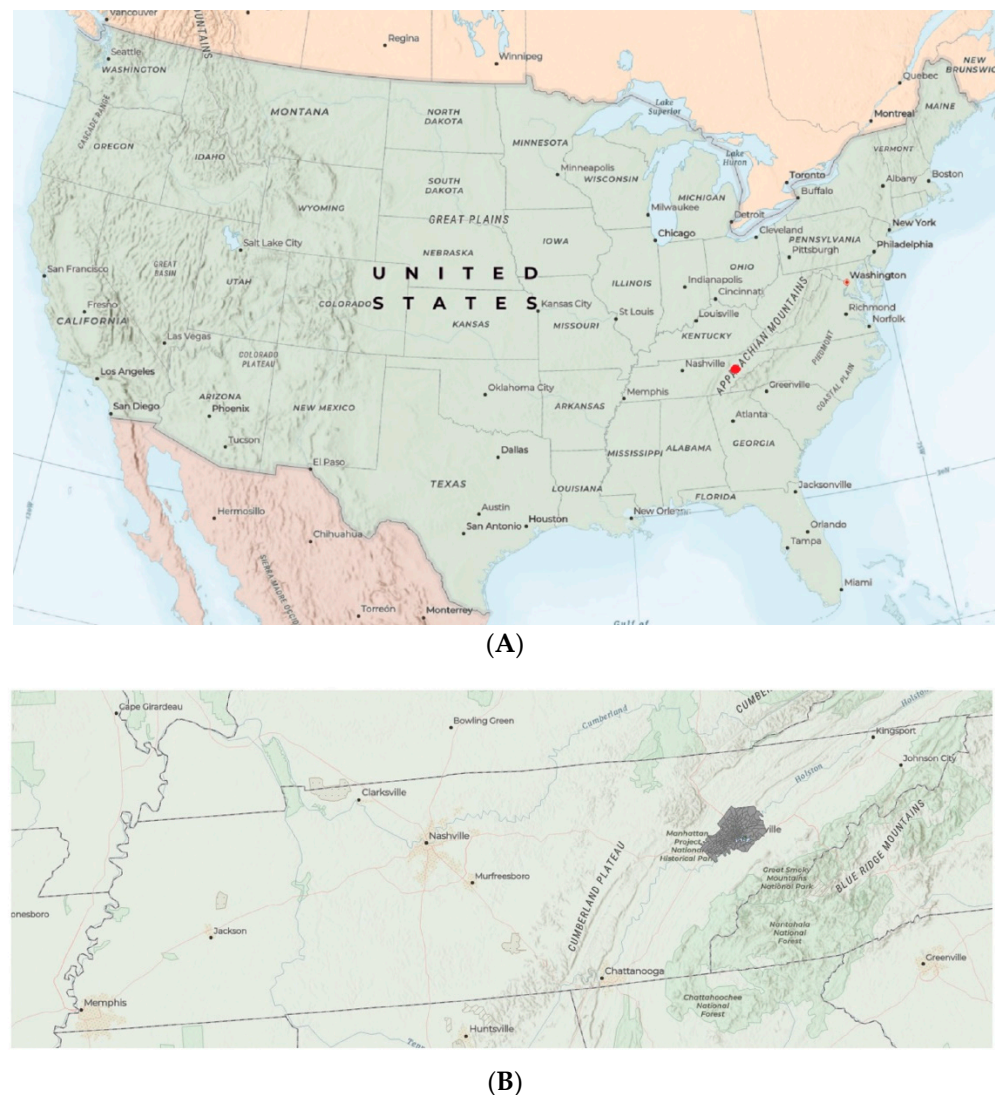 Vancouver
Regina
Winnipeg
Seattle
WASHINGTON
MONTANA
NORTH
DAKOTA
Lake
Superior
Quebec
NEW
BRUNSWIC
MAINE
Montreal
CASCADE RANGE
OREGON
IDAHO
MINNESOTA
Minneapolis
WISCONSIN
Lake
Huron
VERMONT
SOUTH
DAKOTA
Toronto
Buffalo
Albany
Boston
WYOMING
GREAT PLAINS
MICHIGAN
Milwaukee
Detroit
New York
Chicago
Cleveland
PENNSYLVANIA
Philadelphia
Salt Lake City
NEBRASKA
IOWA
Pittsburgh
San Francisco
GREAT
BASIN
UTAH
UNITED
STATES
COLORADO
ILLINOIS
Indianapolis
OHIO
Cincinnati
Washington
Fresno
CALIFORNIA
KANSAS
Kansas City
MISSOURI
St Louis
Louisville
KENTUCKY
APPALACHIAN MOUNTAINS
Richmond
Norfolk
PIEDMONT
COASTAL PLAIN
Las Vegas
COLORADO
PLATEAU
Nashville
Los Angeles
ARIZONA
Phoenix
NEW MEXICO
Oklahoma City
ARKANSAS
Memphis
Greenville
San Diego
Tucson
Atlanta
El Paso
Dallas
MISSISSIPPI
ALABAMA
GEORGIA
TEXAS
LOUISIANA
Jacksonville
FLORIDA
Hermosillo
Austin
San Antonio
Houston
New Orleans
Chihuahua
Orlando
Tampa
Miami
Torreón
Monterrey
Gulf of
(A)
Cape Girardeau
Bowling Green
Cumberland
CUMBER
Holston
Kingsport
Johnson City
Clarksville
Holston
Nashville
Manhattan
Project
National
Historical Park
ville
Murfreesboro
Great Smoky
Mountains
National Park
BLUE RIDGE MOUNTAINS
CUMBERLAND PLATEAU
onesboro
Jackson
Nantahala
National
Forest
Greenville
Chattanooga
Memphis
Chattahoochee
National
Forest
Huntsville
(B)